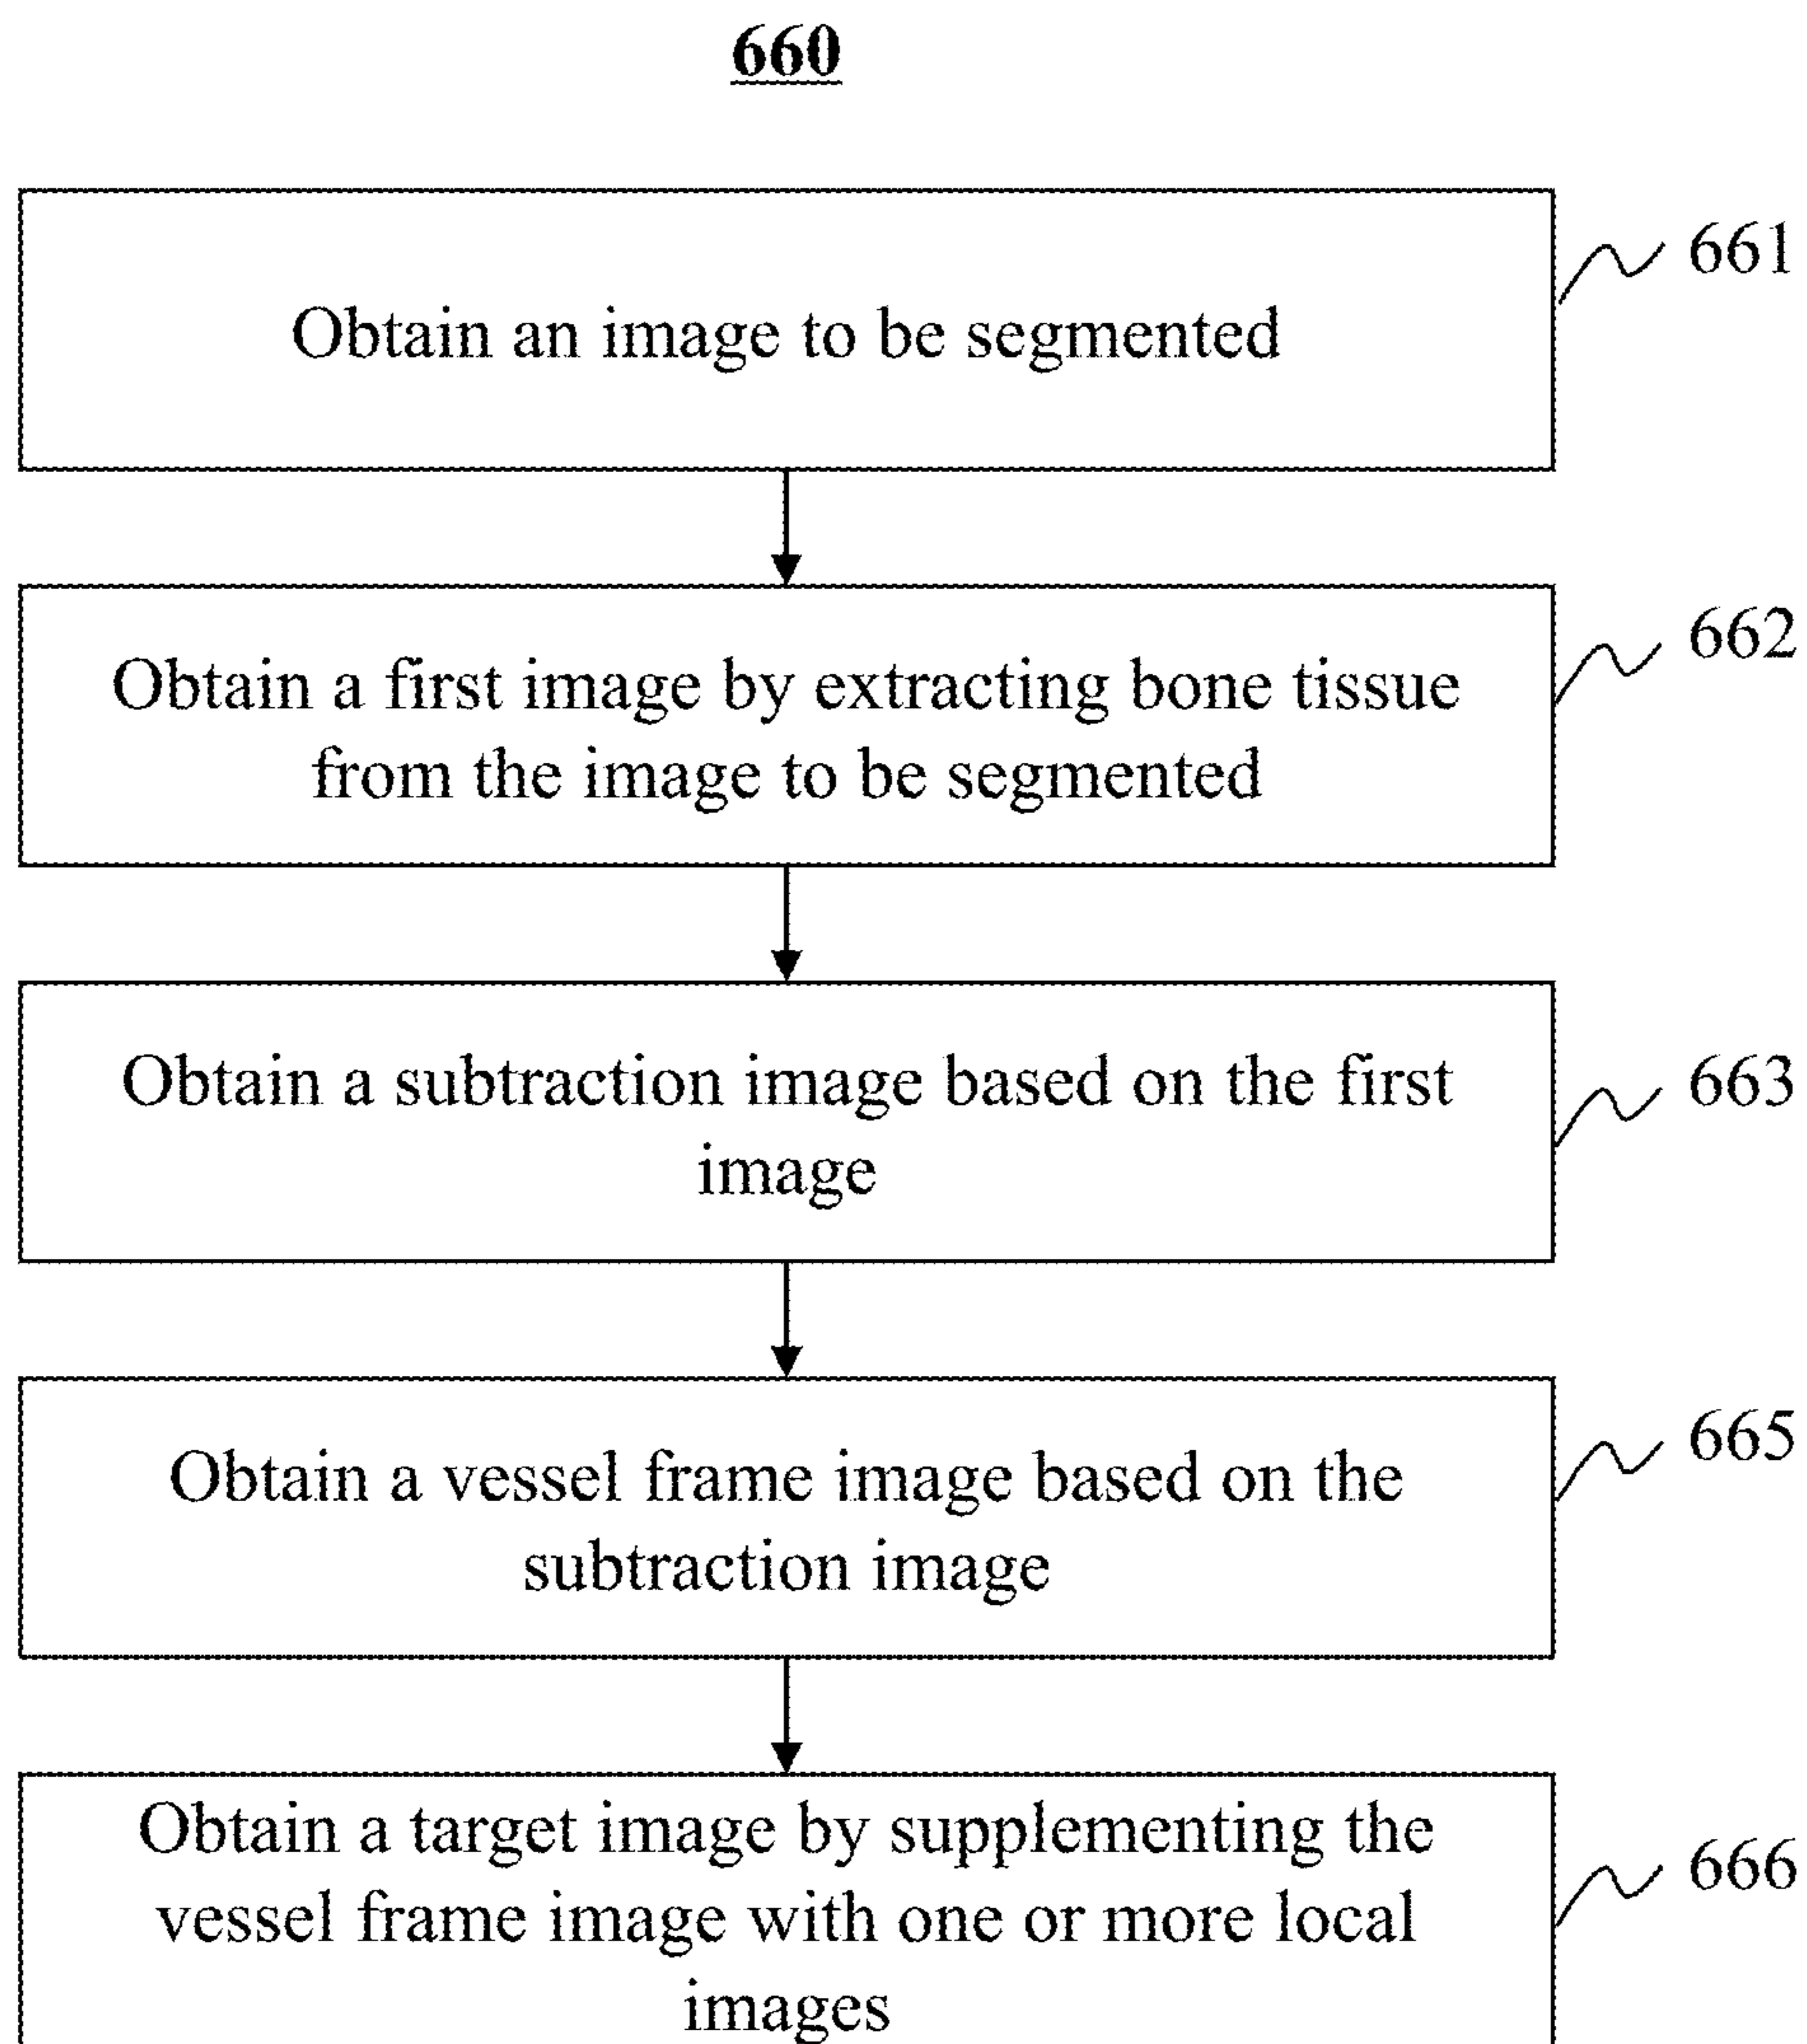 660
Obtain an image to be segmented
661
Obtain a first image by extracting bone tissue
from the image to be segmented
662
Obtain a subtraction image based on the first
image
663
Obtain a vessel frame image based on the
subtraction image
665
Obtain a target image by supplementing the
vessel frame image with one or more local
images
666